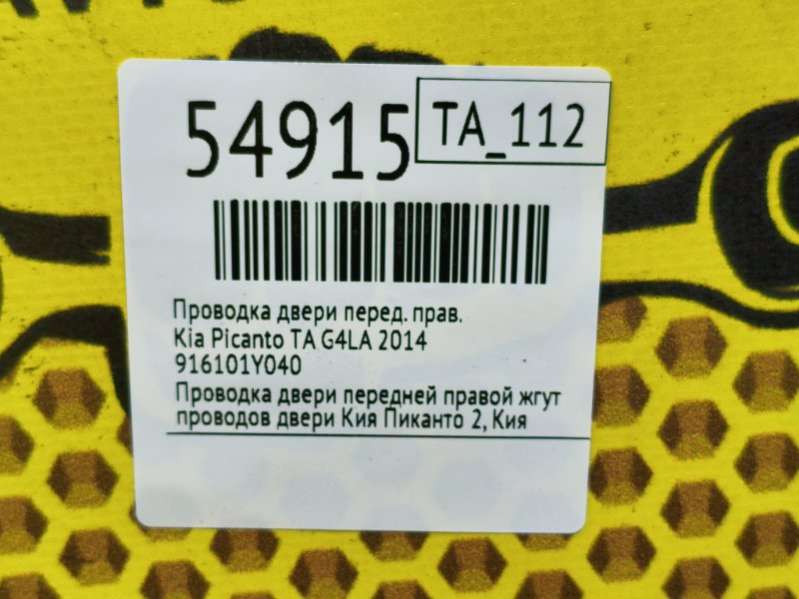 54915
TA_112
Проводка двери перед. прав.
Kia Picanto TA G4LA 2014
916101Y040
Проводка двери передней правой жгут
проводов двери Кия Пиканто 2, Кия